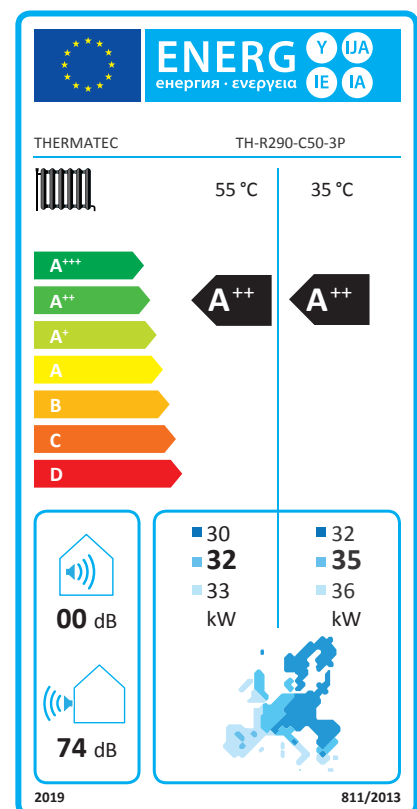 ENERG Y IJA
енергия · ενεργεια IE IA
THERMATEC TH-R290-C50-3P
55 °C 35 °C
A+++
A++
A+
A
B
C
D
A++ A++
30 32
32 35
33 36
kW kW
00 dB
74 dB
2019 811/2013